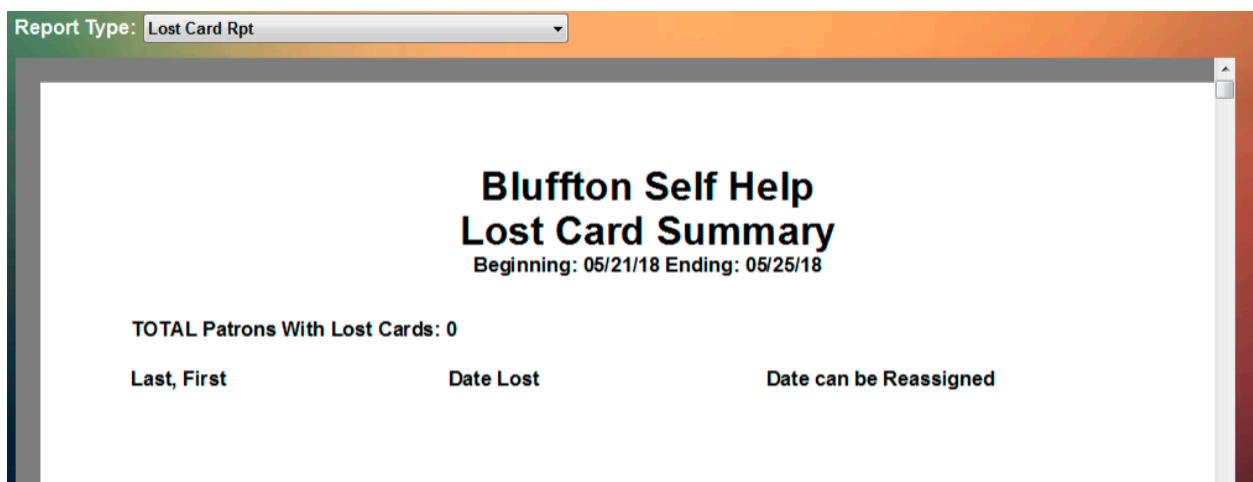 Report Type: Lost Card Rpt
Bluffton Self Help
Lost Card Summary
Beginning: 05/21/18 Ending: 05/25/18
TOTAL Patrons With Lost Cards: 0
Last, First Date Lost Date can be Reassigned